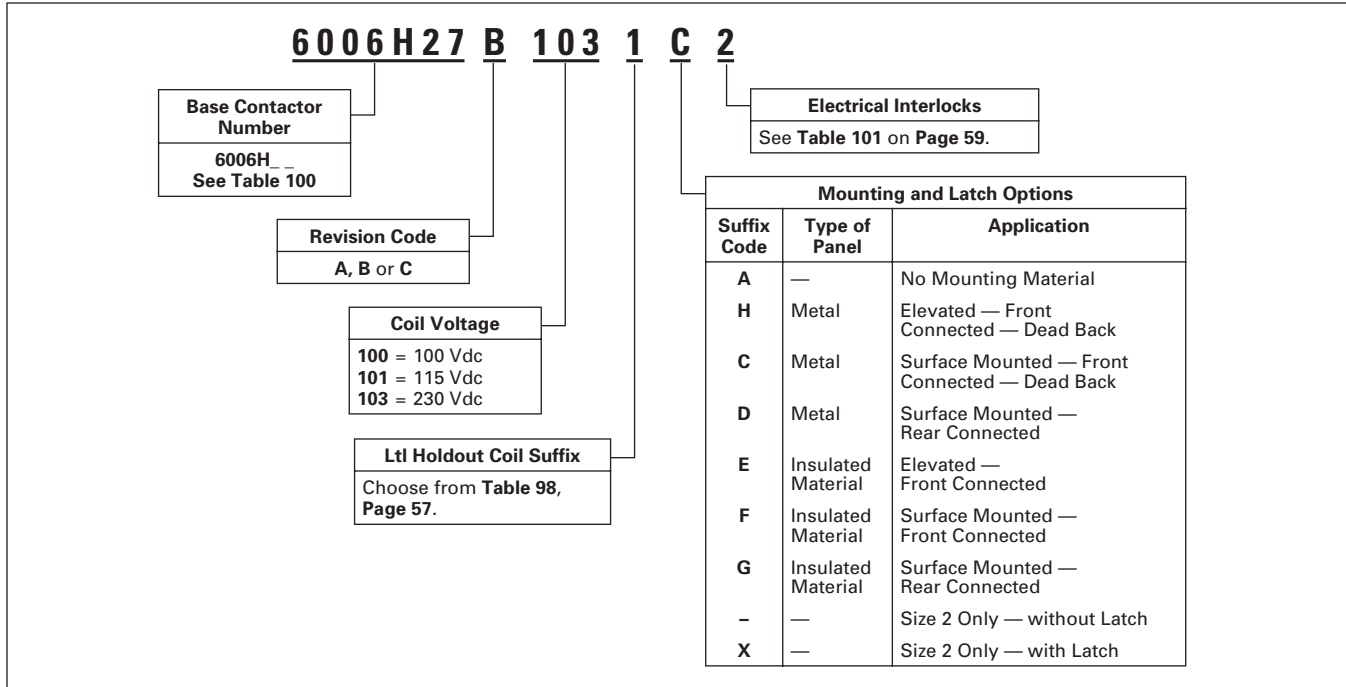 6006H27 B 103 1 C 2
Base Contactor
Number
6006H_ _
See Table 100
Electrical Interlocks
See Table 101 on Page 59.
Revision Code
A, B or C
Coil Voltage
100 = 100 Vdc
101 = 115 Vdc
103 = 230 Vdc
Ltl Holdout Coil Suffix
Choose from Table 98,
Page 57.
Mounting and Latch Options
Suffix Code Type of Panel Application
A — No Mounting Material
H Metal Elevated — Front
Connected — Dead Back
C Metal Surface Mounted — Front
Connected — Dead Back
D Metal Surface Mounted —
Rear Connected
E Insulated Elevated —
Material Front Connected
F Insulated Surface Mounted —
Material Front Connected
G Insulated Surface Mounted —
Material Rear Connected
– — Size 2 Only — without Latch
X — Size 2 Only — with Latch